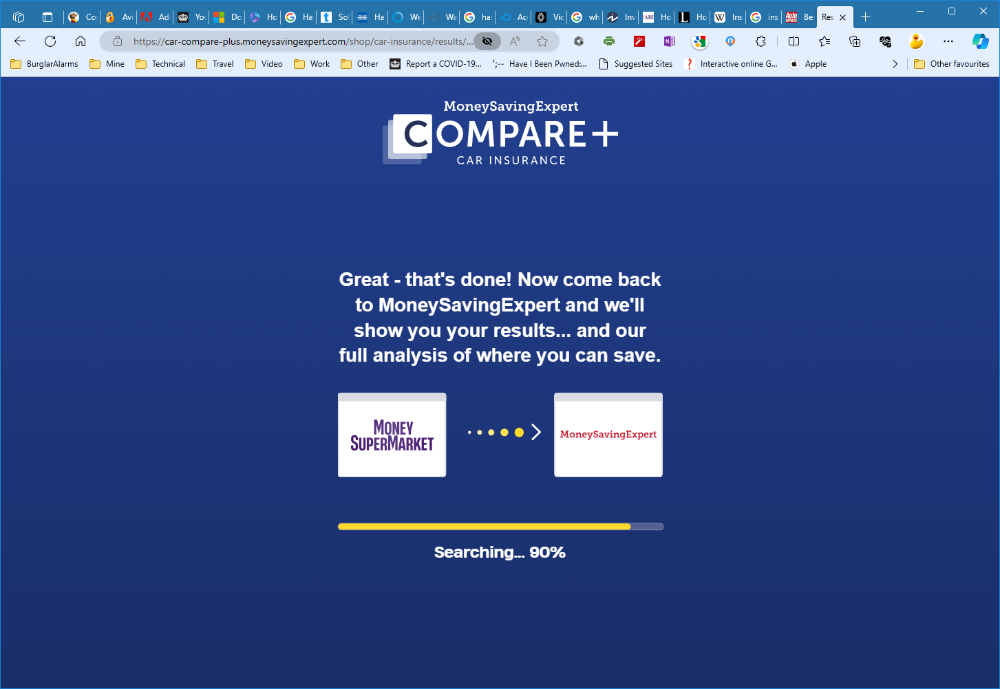 Co
Avi
Ad
Yo
Do
Ho
Ha
t
So
Ha
We
Wa
ha
Ac
Vic
wh
Inv
ABI
Ho
L
Ho
W
Ins
ins
Auto EXPRESS
Be
Res
https://car-compare-plus.moneysavingexpert.com/shop/car-insurance/results/...
BurglarAlarms
Mine
Technical
Travel
Video
Work
Other
Report a COVID-19...
Have I Been Pwned:...
Suggested Sites
Interactive online G...
Apple
Other favourites
MoneySavingExpert
COMPARE+
CAR INSURANCE
Great - that's done! Now come back
to MoneySavingExpert and we'll
show you your results... and our
full analysis of where you can save.
MONEY
SUPERMARKET
MoneySavingExpert
Searching... 90%